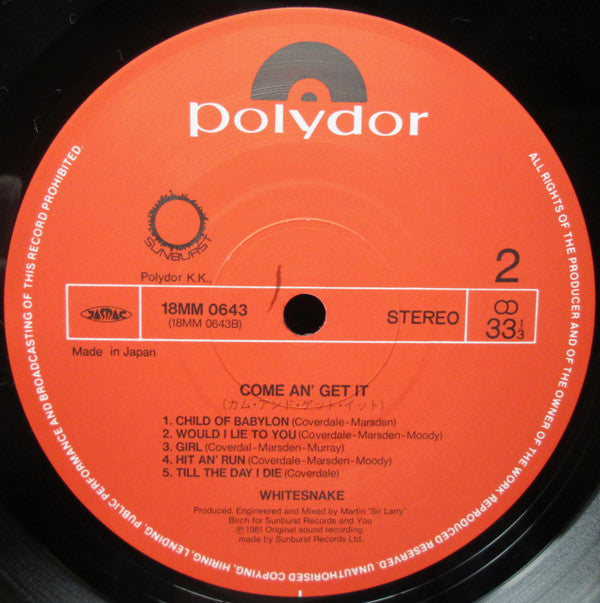 polydor
SUNBURST
Polydor K.K.,
2
JASRAC
18MM 0643
(18MM 0643B)
STEREO
33 1/3
Made in Japan
COME AN' GET IT
(カム・アンド・ゲット・イット)
1. CHILD OF BABYLON (Coverdale-Marsden)
2. WOULD I LIE TO YOU (Coverdale-Marsden-Moody)
3. GIRL (Coverdal-Marsden-Murray)
4. HIT AN' RUN (Coverdale-Marsden-Moody)
5. TILL THE DAY I DIE (Coverdale)
WHITESNAKE
Produced, Engineered and Mixed by Martin "Sir Larry"
Birch for Sunburst Records and You
℗ 1981 Original sound recording
made by Sunburst Records Ltd.
ALL RIGHTS OF THE PRODUCER AND OF THE OWNER OF THE WORK REPRODUCED RESERVED. UNAUTHORISED COPYING, HIRING, LENDING, PUBLIC PERFORMANCE AND BROADCASTING OF THIS RECORD PROHIBITED.